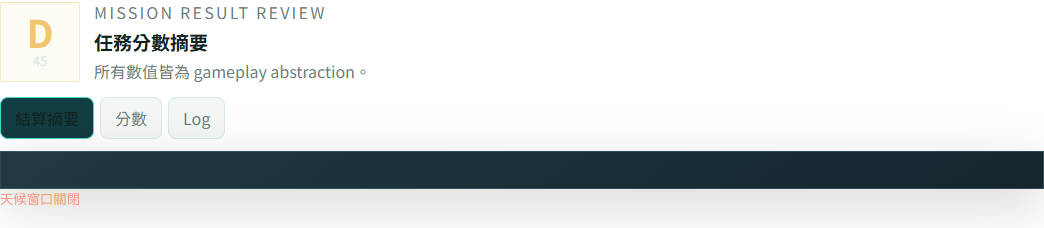 D
45
MISSION RESULT REVIEW
任務分數摘要
所有數值皆為 gameplay abstraction。
結算摘要 分數 Log
天候窗口關閉